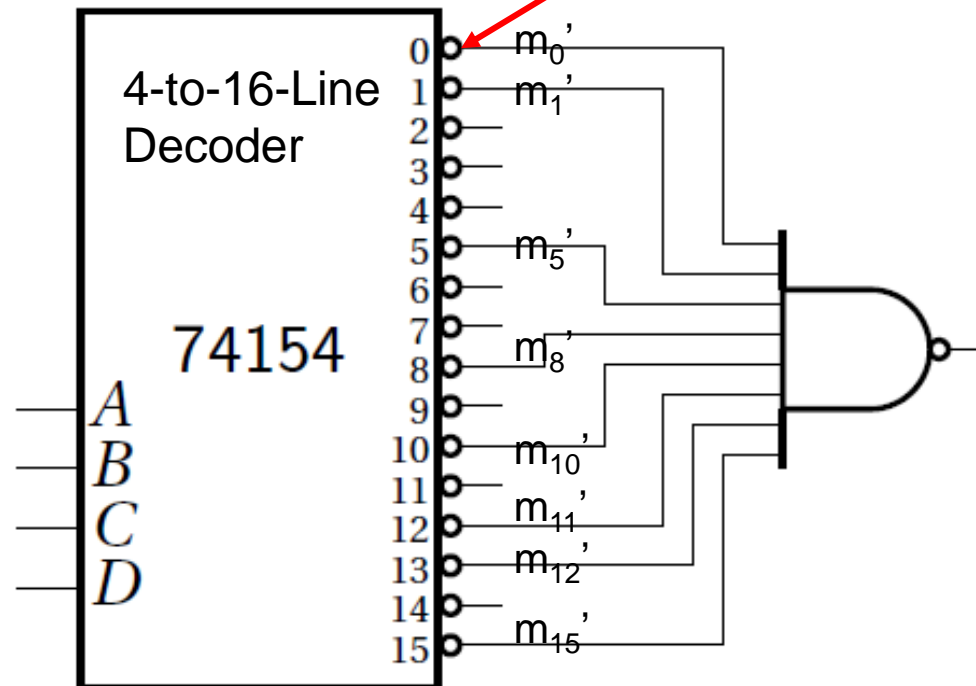 4-to-16-Line
Decoder
74154
A
B
C
D
0 m₀’
1 m₁’
2
3
4
5 m₅’
6
7
8 m₈’
9
10 m₁₀’
11 m₁₁’
12
13 m₁₂’
14
15 m₁₅’